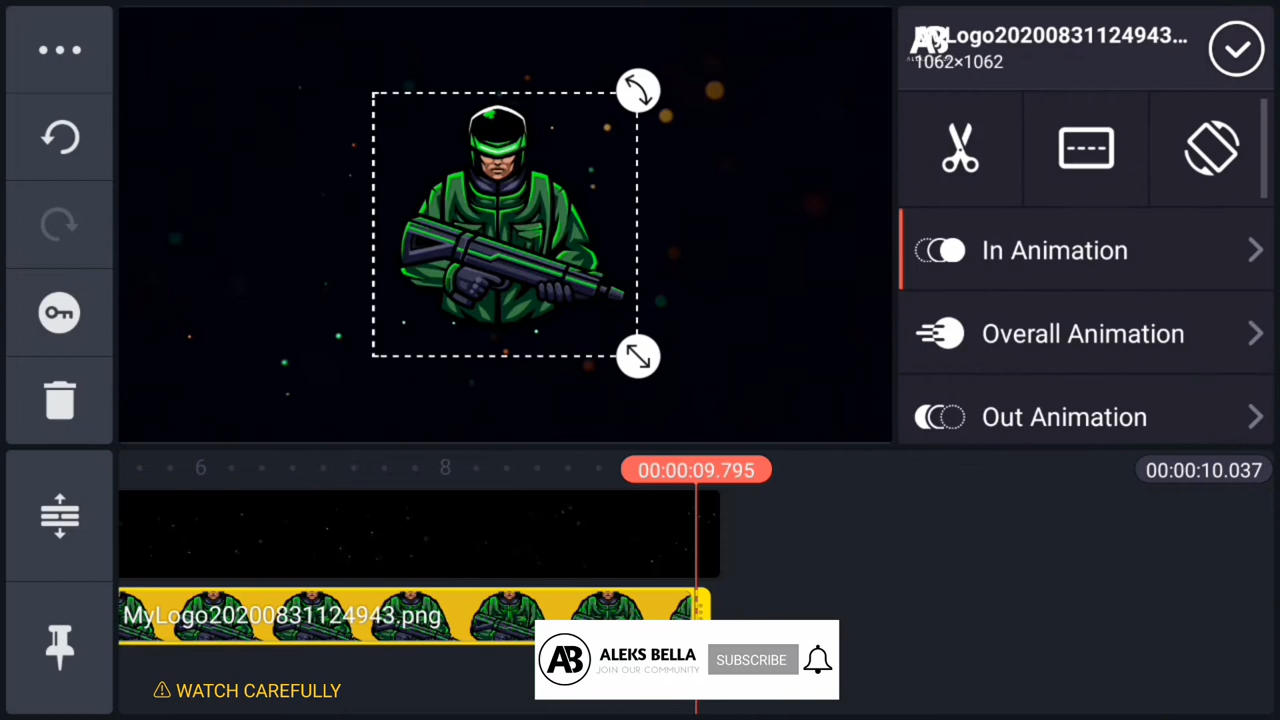 MyLogo20200831124943...
1062×1062
In Animation
Overall Animation
Out Animation
6
8
00:00:09.795
00:00:10.037
MyLogo20200831124943.png
AB
ALEKS BELLA
JOIN OUR COMMUNITY
SUBSCRIBE
⚠ WATCH CAREFULLY